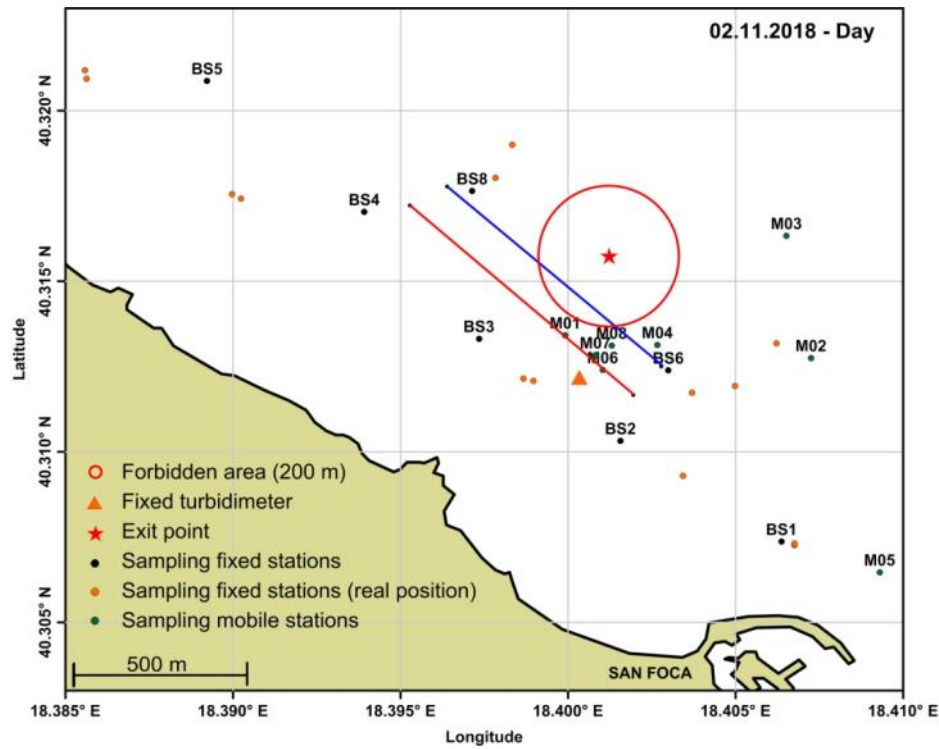 02.11.2018 - Day
BS5
BS8
BS4
M03
BS3
M01
M08
M04
M07
M02
M06
BS6
BS2
BS1
M05
Forbidden area (200 m)
Fixed turbidimeter
Exit point
Sampling fixed stations
Sampling fixed stations (real position)
Sampling mobile stations
500 m
SAN FOCA
40.320° N
40.315° N
40.310° N
40.305° N
Latitude
18.385° E
18.390° E
18.395° E
18.400° E
18.405° E
18.410° E
Longitude